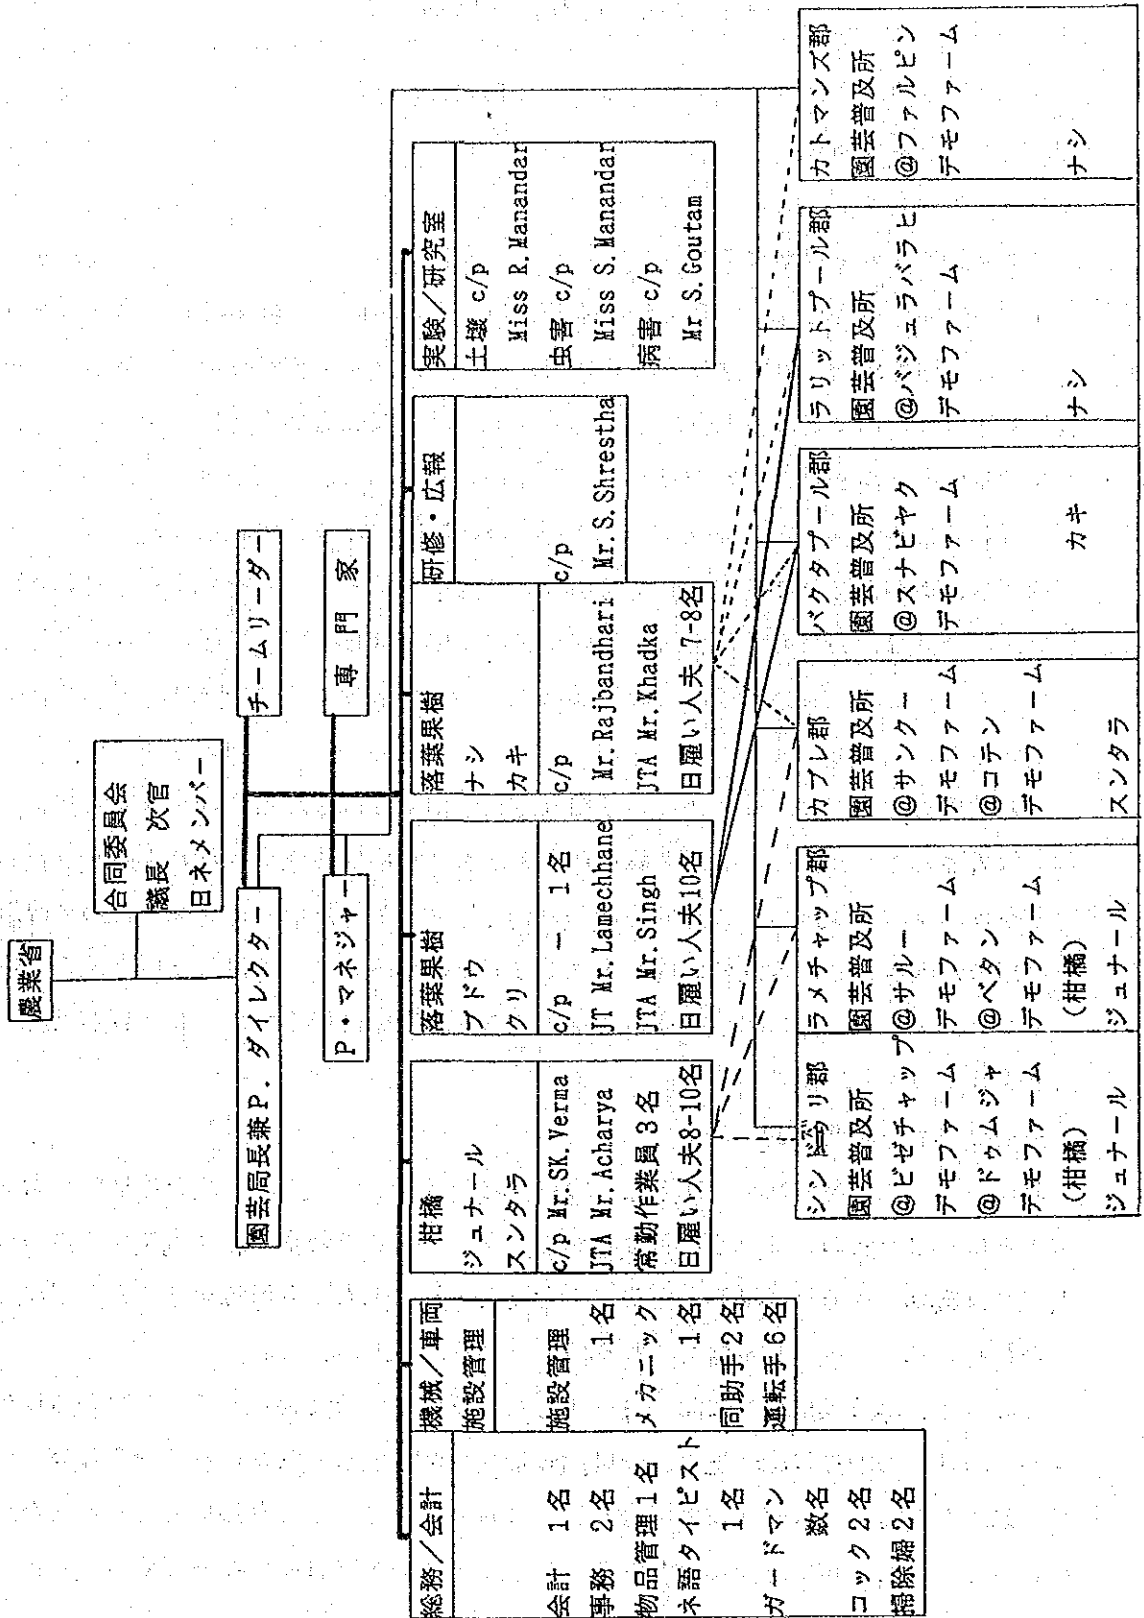 農業省
合同委員会
議長 次官
日ネメンバー
園芸局長兼P.ダイレクター
チームリーダー
P・マネジャー
専門家
総務/会計
会計 1名
事務 2名
物品管理1名
ネ語タイピスト
1名
ガードマン
数名
コック2名
掃除婦2名
機械/車両
施設管理
施設管理
1名
メカニック
1名
同助手2名
運転手6名
柑橘
ジュナール
スンタラ
c/p Mr.SK.Verma
JTA Mr.Acharya
常勤作業員3名
日雇い人夫8-10名
落葉果樹
ブドウ
クリ
c/p - 1名
JT Mr.Lamechhane
JTA Mr.Singh
日雇い人夫10名
落葉果樹
ナシ
カキ
c/p
Mr.Rajbandhari
JTA Mr.Khadka
日雇い人夫 7-8名
研修・広報
c/p
Mr.S.Shrestha
実験/研究室
土壌 c/p
Miss R.Manandar
虫害 c/p
Miss S.Manandar
病害 c/p
Mr S.Goutam
シンドゥリ郡
園芸普及所
@ビゼチャップ
デモファーム
@ドゥムジャ
デモファーム
(柑橘)
ジュナール
ラメチャップ郡
園芸普及所
@サルー
デモファーム
@ベタン
デモファーム
(柑橘)
ジュナール
カブレ郡
園芸普及所
@サンクー
デモファーム
@コテン
デモファーム
スンタラ
バクタプール郡
園芸普及所
@スナビヤク
デモファーム
カキ
ラリットプール郡
園芸普及所
@バジュラバラヒ
デモファーム
ナシ
カトマンズ郡
園芸普及所
@ファルピン
デモファーム
ナシ